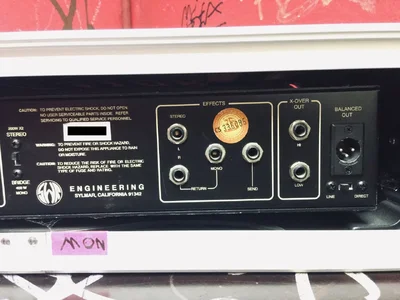 CAUTION: TO PREVENT ELECTRIC SHOCK, DO NOT OPEN.
NO USER SERVICEABLE PARTS INSIDE. REFER
SERVICING TO QUALIFIED SERVICE PERSONNEL.
WARNING: TO PREVENT FIRE OR SHOCK HAZARD,
DO NOT EXPOSE THIS APPLIANCE TO RAIN
OR MOISTURE.
CAUTION: TO REDUCE THE RISK OF FIRE OR ELECTRIC
SHOCK HAZARD, REPLACE WITH THE SAME
TYPE OF FUSE AND RATING.
STEREO
BRIDGE
MONO
ENGINEERING
SYLMAR, CALIFORNIA 91342
EFFECTS
STEREO
L
R
MONO
RETURN
SEND
X-OVER
OUT
HI
LOW
BALANCED
OUT
LINE
DIRECT
MON